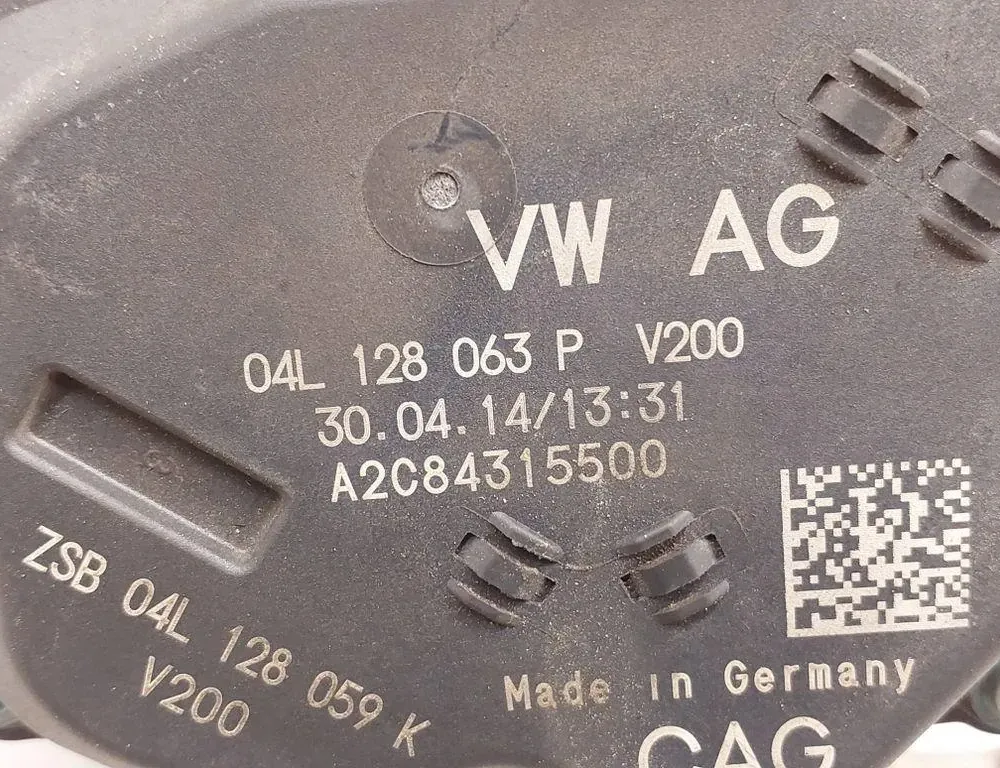 VW AG
04L 128 063 P V200
30.04.14/13:31
A2C84315500
ZSB 04L 128 059 K
V200
Made in Germany
CAG